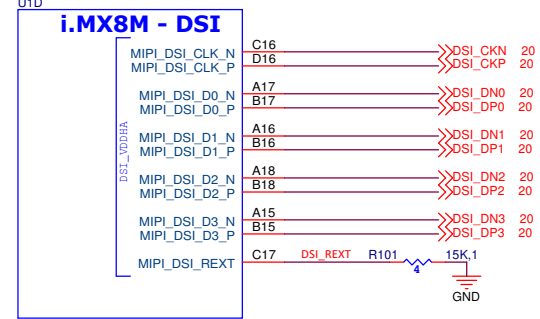 U1D
i.MX8M - DSI
DSI_VDDHA
MIPI_DSI_CLK_N C16 DSI_CKN 20
MIPI_DSI_CLK_P D16 DSI_CKP 20
MIPI_DSI_D0_N A17 DSI_DN0 20
MIPI_DSI_D0_P B17 DSI_DP0 20
MIPI_DSI_D1_N A16 DSI_DN1 20
MIPI_DSI_D1_P B16 DSI_DP1 20
MIPI_DSI_D2_N A18 DSI_DN2 20
MIPI_DSI_D2_P B18 DSI_DP2 20
MIPI_DSI_D3_N A15 DSI_DN3 20
MIPI_DSI_D3_P B15 DSI_DP3 20
MIPI_DSI_REXT C17 DSI_REXT R101 15K,1
4
GND